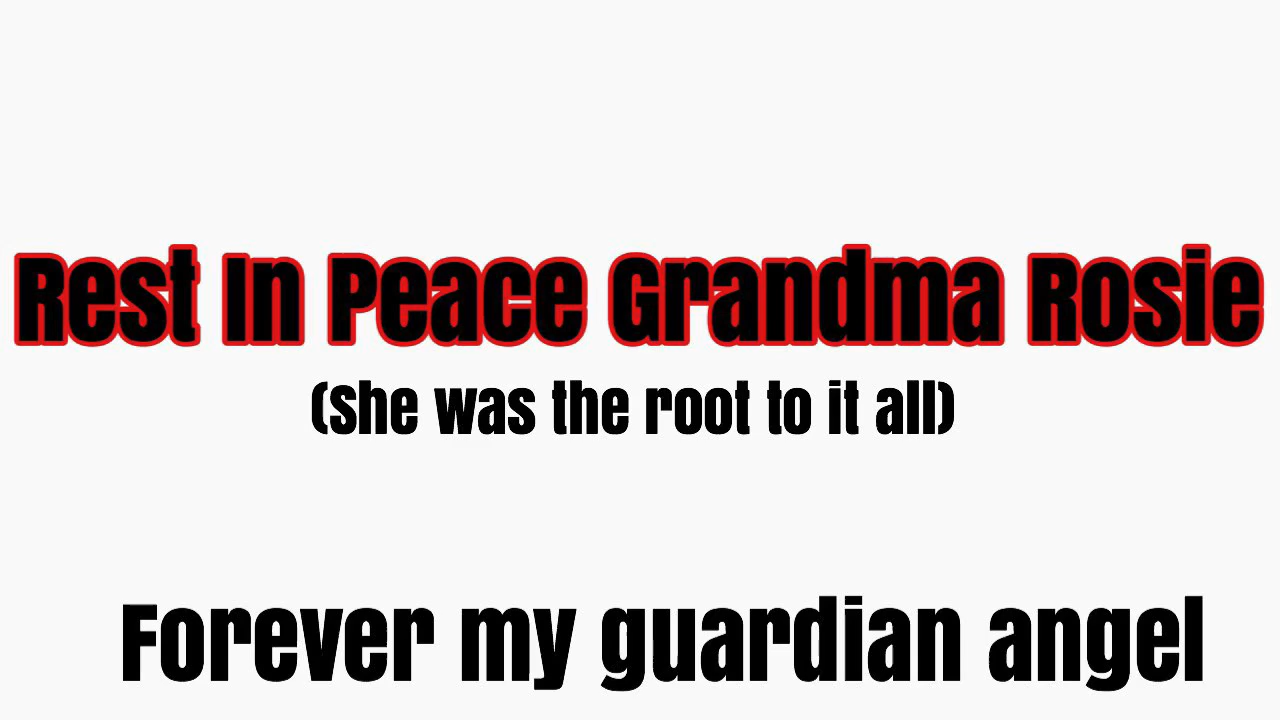 Rest In Peace Grandma Rosie
(She was the root to it all)
Forever my guardian angel